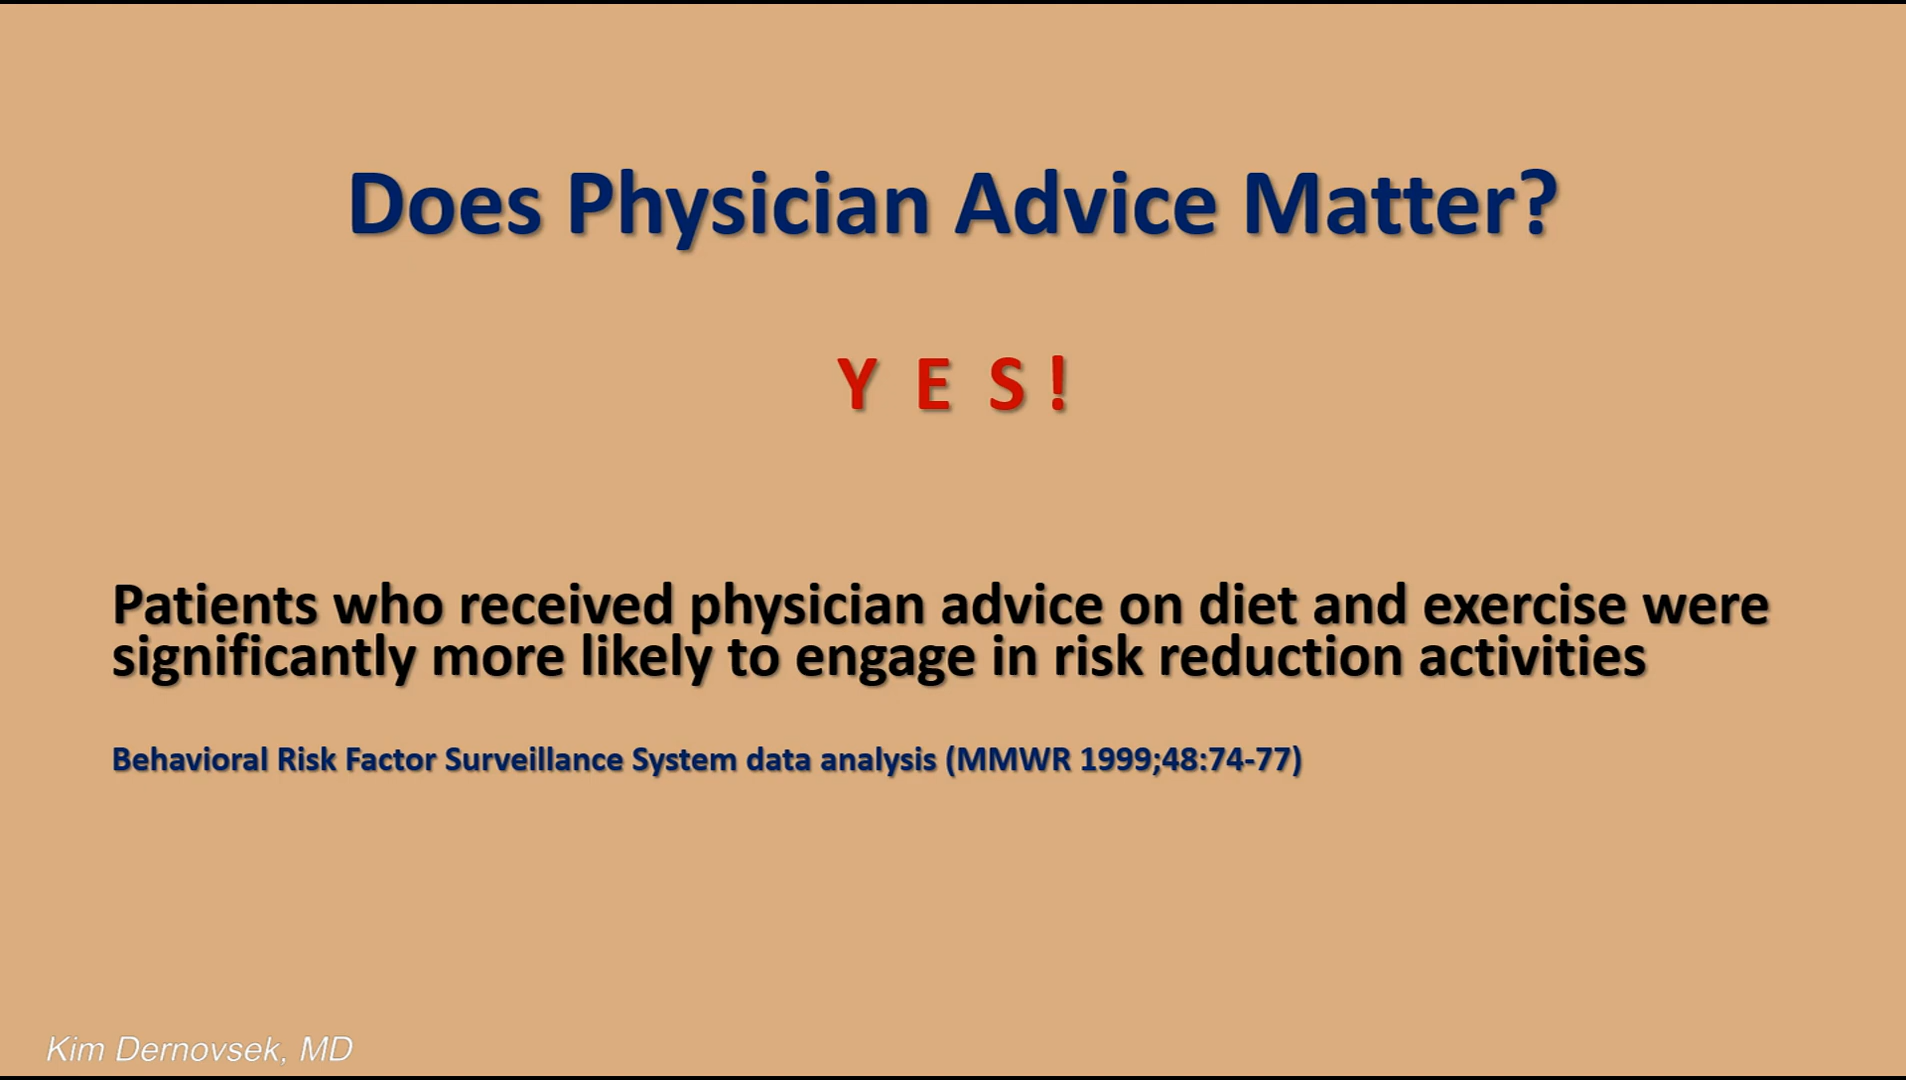 Does Physician Advice Matter?
Y E S !
Patients who received physician advice on diet and exercise were
significantly more likely to engage in risk reduction activities
Behavioral Risk Factor Surveillance System data analysis (MMWR 1999;48:74-77)
Kim Dernovsek, MD